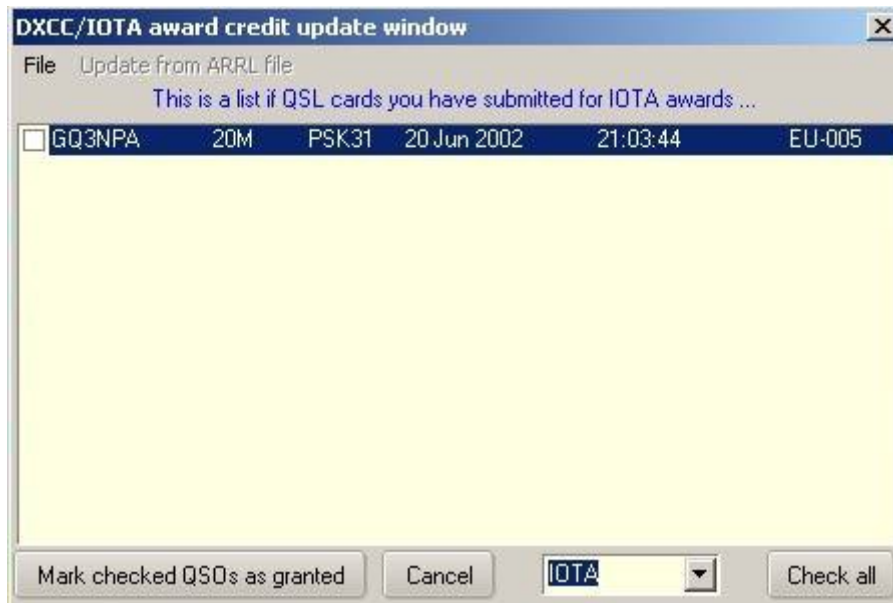 DXCC/IOTA award credit update window
File Update from ARRL file
This is a list if QSL cards you have submitted for IOTA awards ...
GQ3NPA 20M PSK31 20 Jun 2002 21:03:44 EU-005
Mark checked QSOs as granted Cancel IOTA Check all